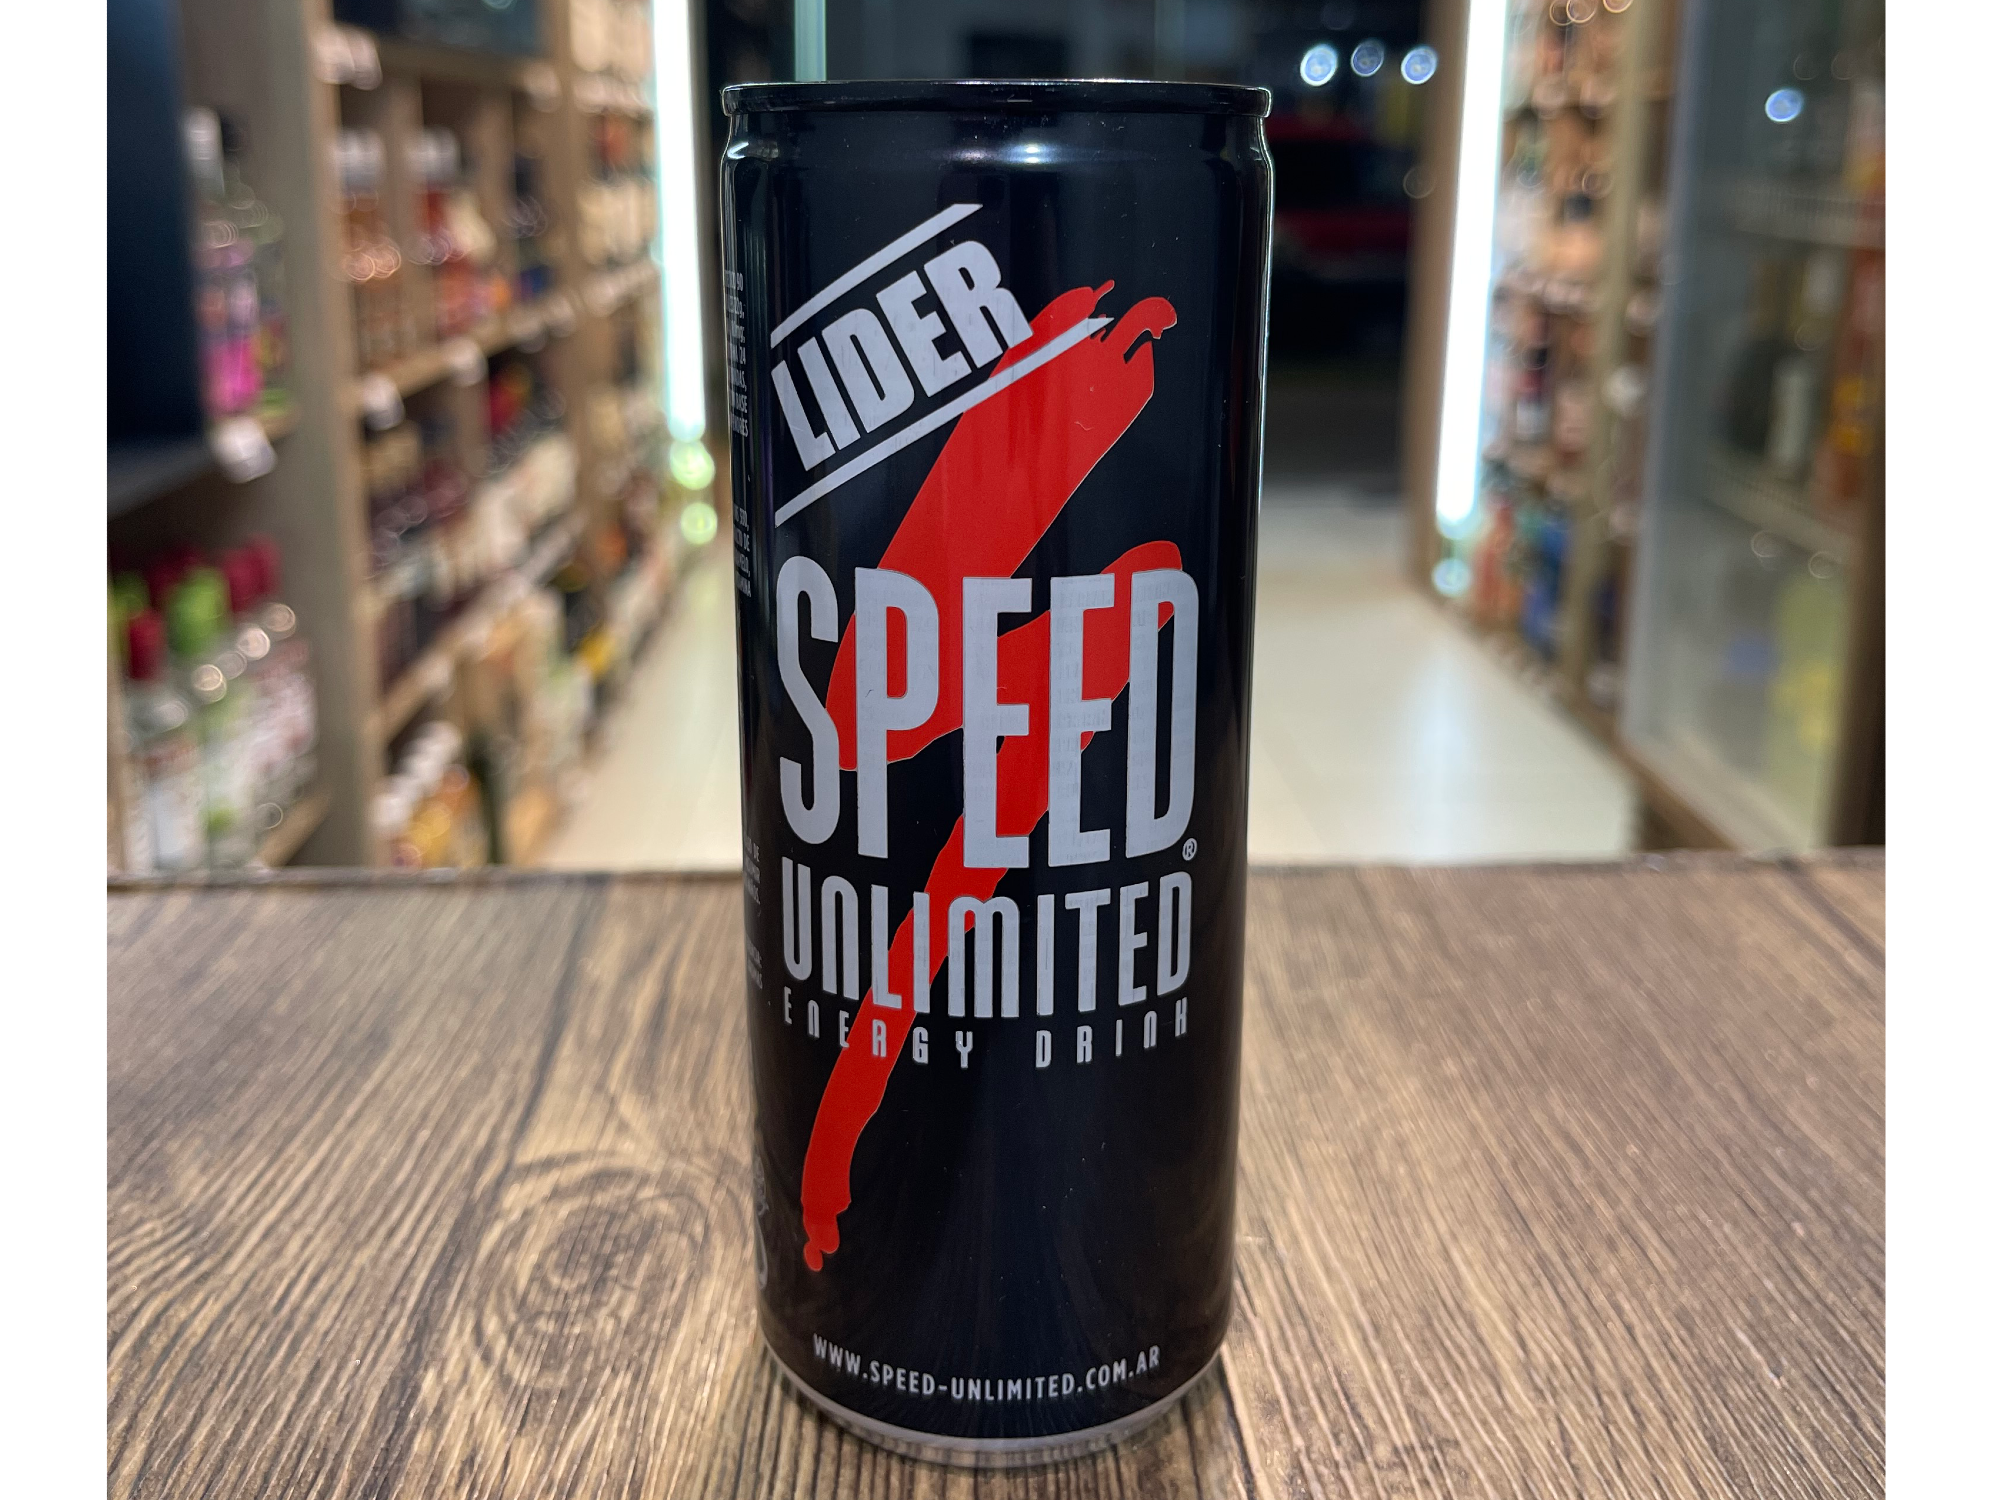 LIDER
SPEED®
UNLIMITED
ENERGY DRINK
WWW.SPEED-UNLIMITED.COM.AR